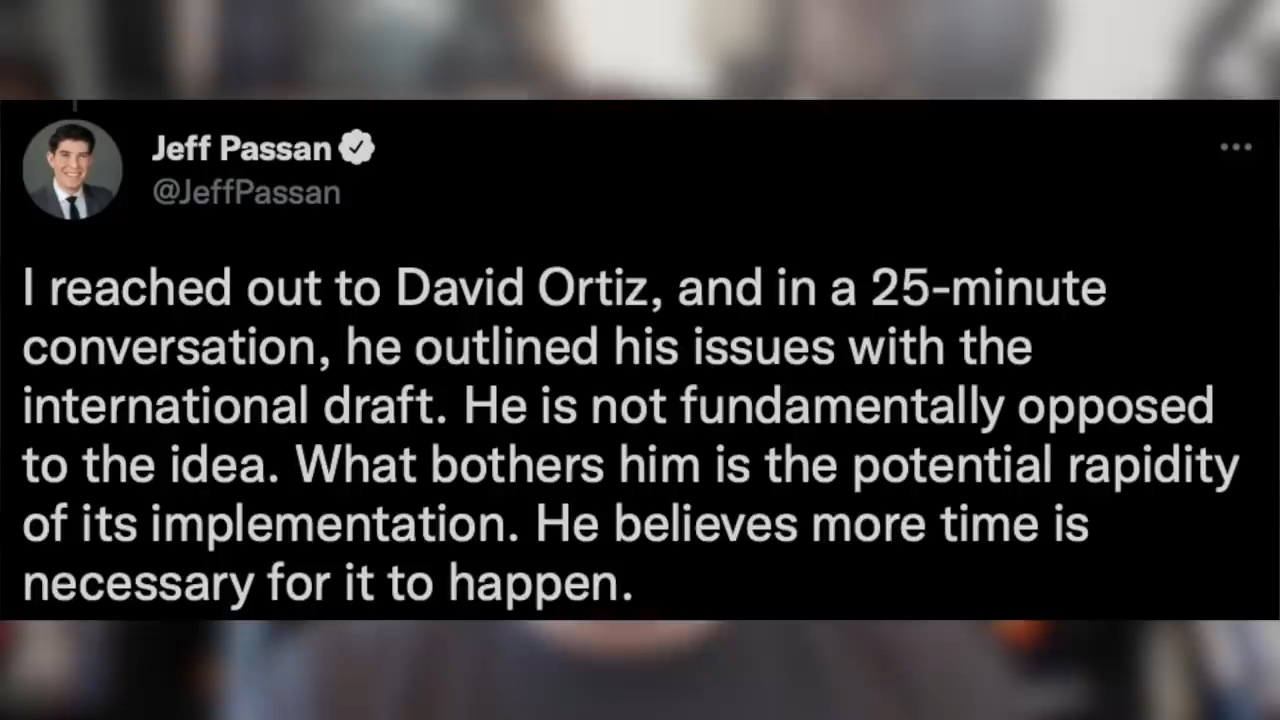 Jeff Passan
@JeffPassan
I reached out to David Ortiz, and in a 25-minute
conversation, he outlined his issues with the
international draft. He is not fundamentally opposed
to the idea. What bothers him is the potential rapidity
of its implementation. He believes more time is
necessary for it to happen.